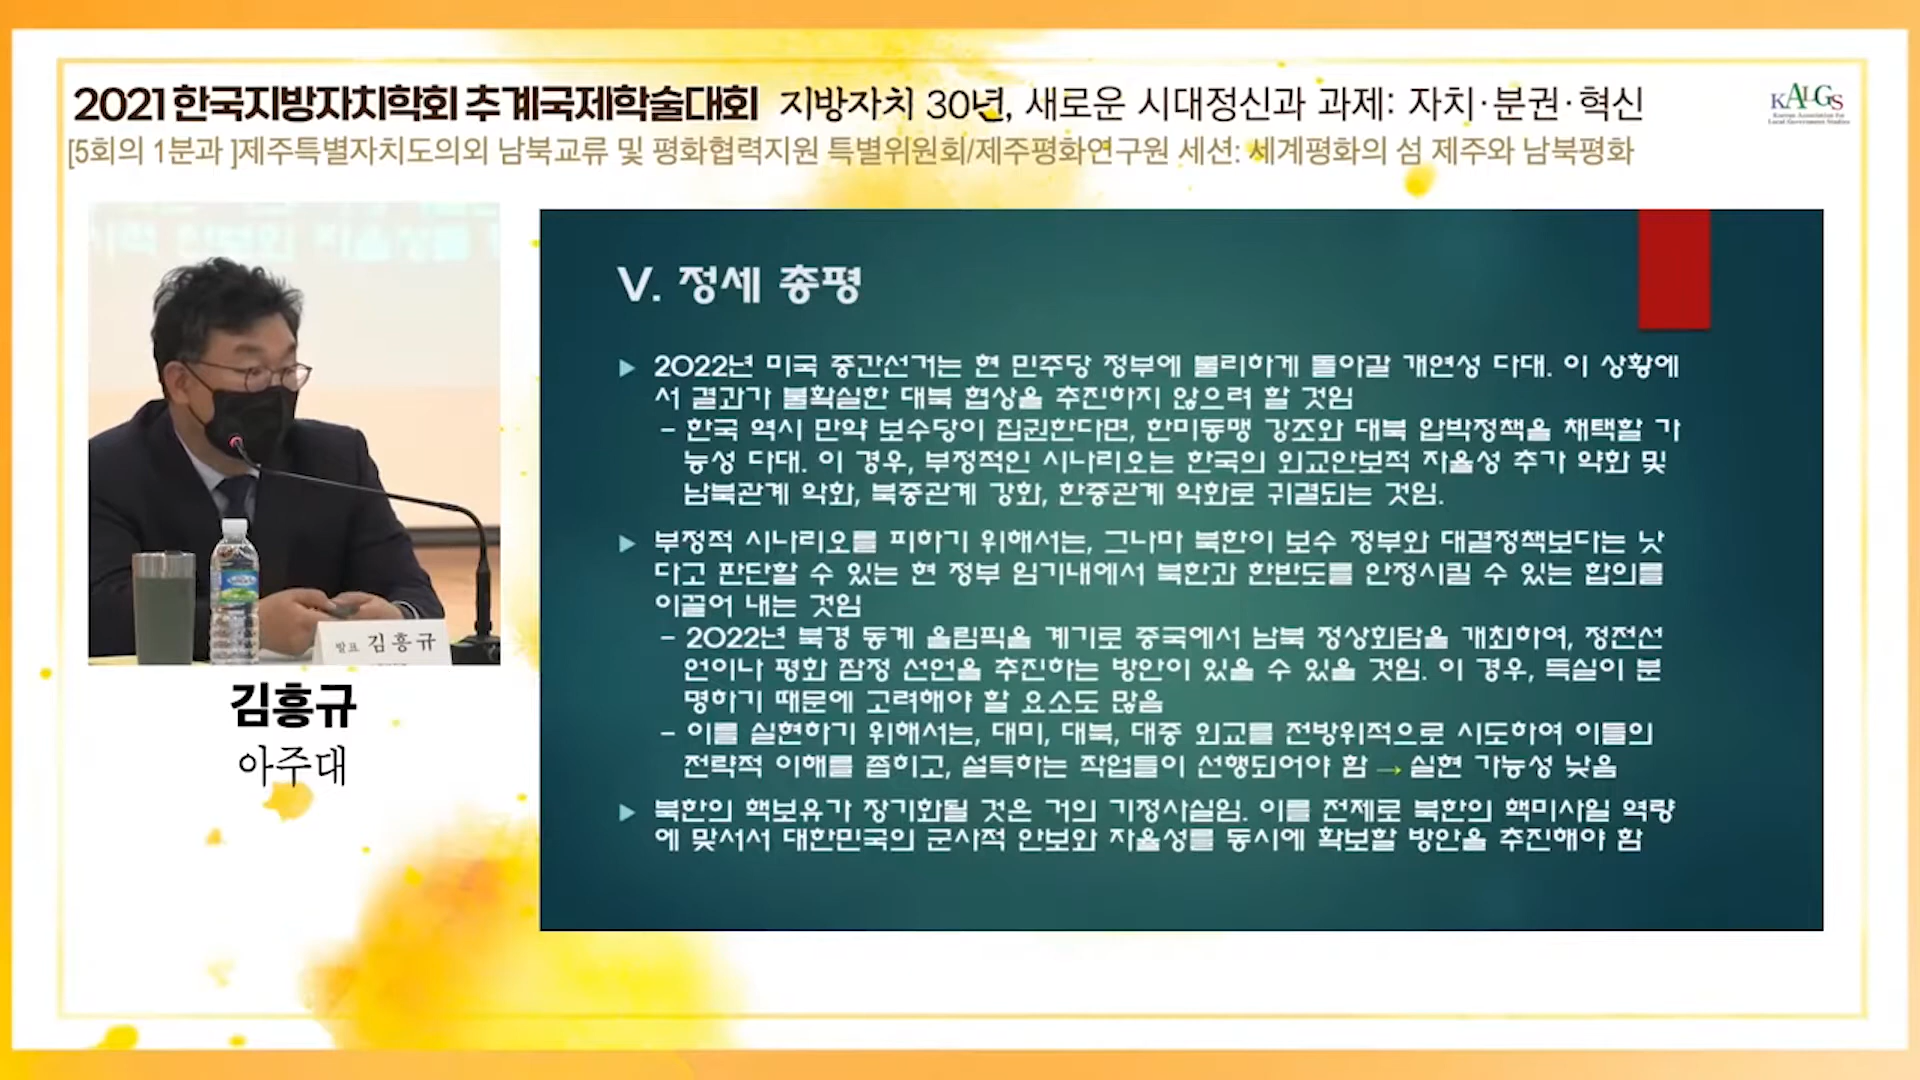 2021 한국지방자치학회 추계국제학술대회 지방자치 30년, 새로운 시대정신과 과제: 자치·분권·혁신
KALGS
Korean Association for
Local Government Studies
[5회의 1분과 ]제주특별자치도의외 남북교류 및 평화협력지원 특별위원회/제주평화연구원 세션: 세계평화의 섬 제주와 남북평화
V. 정세 총평
▶ 2022년 미국 중간선거는 현 민주당 정부에 불리하게 돌아갈 개연성 다대. 이 상황에
서 결과가 불확실한 대북 협상을 추진하지 않으려 할 것임
- 한국 역시 만약 보수당이 집권한다면, 한미동맹 강조와 대북 압박정책을 채택할 가
능성 다대. 이 경우, 부정적인 시나리오는 한국의 외교안보적 자율성 추가 약화 및
남북관계 악화, 북중관계 강화, 한중관계 악화로 귀결되는 것임.
▶ 부정적 시나리오를 피하기 위해서는, 그나마 북한이 보수 정부와 대결정책보다는 낫
다고 판단할 수 있는 현 정부 임기내에서 북한과 한반도를 안정시킬 수 있는 합의를
이끌어 내는 것임
- 2022년 북경 동계 올림픽을 계기로 중국에서 남북 정상회담을 개최하여, 정전선
언이나 평화 잠정 선언을 추진하는 방안이 있을 수 있을 것임. 이 경우, 득실이 분
명하기 때문에 고려해야 할 요소도 많음
- 이를 실현하기 위해서는, 대미, 대북, 대중 외교를 전방위적으로 시도하여 이들의
전략적 이해를 좁히고, 설득하는 작업들이 선행되어야 함 → 실현 가능성 낮음
▶ 북한의 핵보유가 장기화될 것은 거의 기정사실임. 이를 전제로 북한의 핵미사일 역량
에 맞서서 대한민국의 군사적 안보와 자율성를 동시에 확보할 방안을 추진해야 함
발표 김흥규
김흥규
아주대